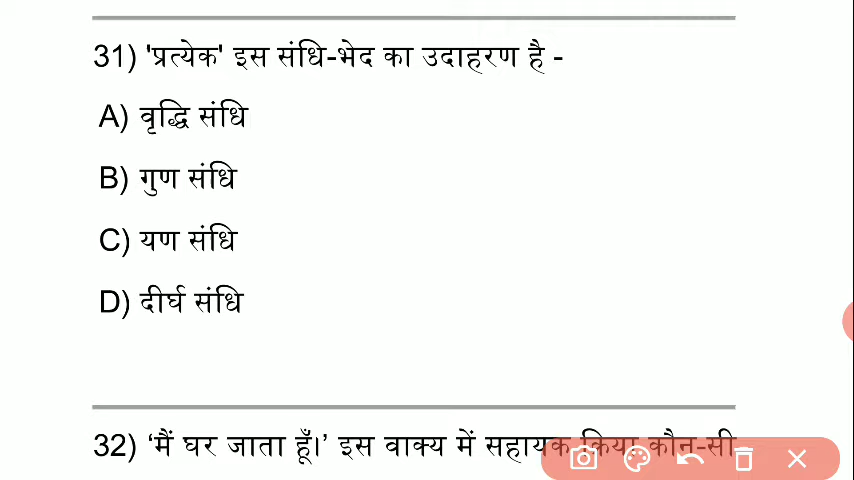 31) 'प्रत्येक' इस संधि-भेद का उदाहरण है -
A) वृद्धि संधि
B) गुण संधि
C) यण संधि
D) दीर्घ संधि
32) ‘मैं घर जाता हूँ।’ इस वाक्य में सहायक क्रिया कौन-सी